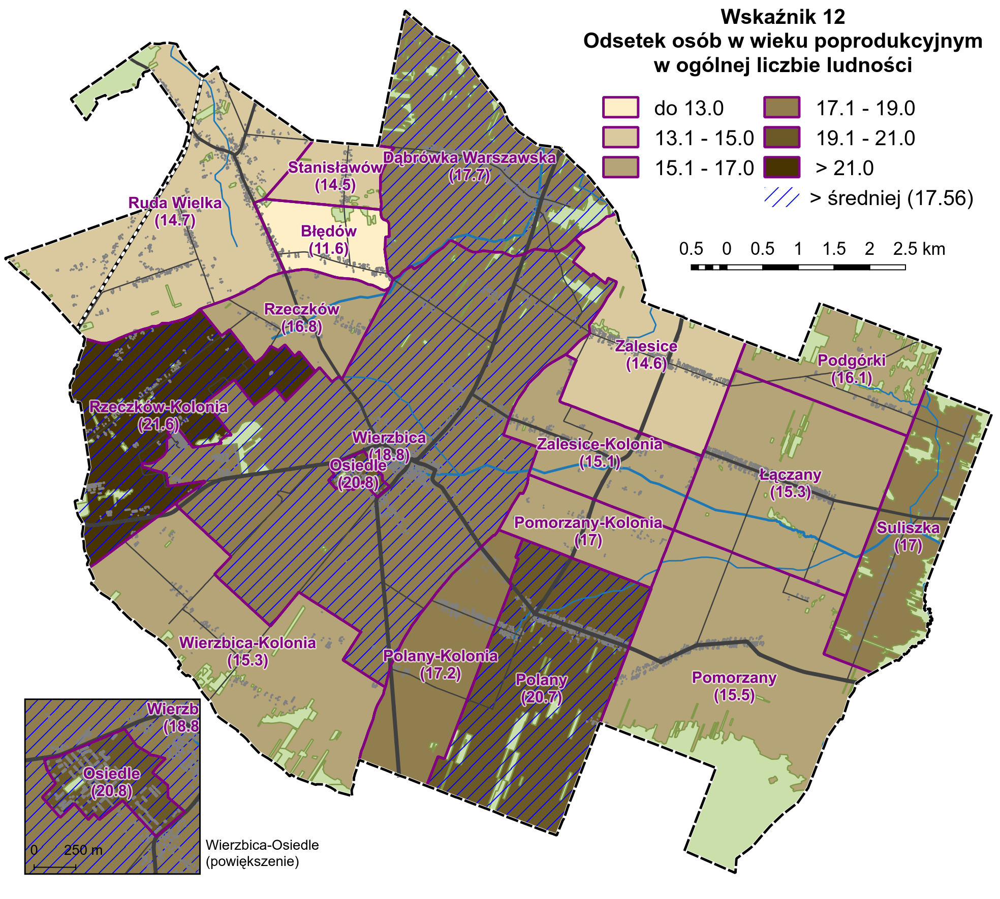 Wskaźnik 12
Odsetek osób w wieku poprodukcyjnym
w ogólnej liczbie ludności
do 13.0
13.1 - 15.0
15.1 - 17.0
17.1 - 19.0
19.1 - 21.0
> 21.0
> średniej (17.56)
0.5 0 0.5 1 1.5 2 2.5 km
Dąbrówka Warszawska
(17.7)
Stanisławów
(14.5)
Ruda Wielka
(14.7)
Błędów
(11.6)
Rzeczków
(16.8)
Zalesice
(14.6)
Podgórki
(16.1)
Rzeczków-Kolonia
(21.6)
Wierzbica
(18.8)
Osiedle
(20.8)
Zalesice-Kolonia
(15.1)
Łączany
(15.3)
Pomorzany-Kolonia
(17)
Suliszka
(17)
Wierzbica-Kolonia
(15.3)
Polany-Kolonia
(17.2)
Polany
(20.7)
Pomorzany
(15.5)
Wierzb
(18.8
Osiedle
(20.8)
0 250 m
Wierzbica-Osiedle
(powiększenie)